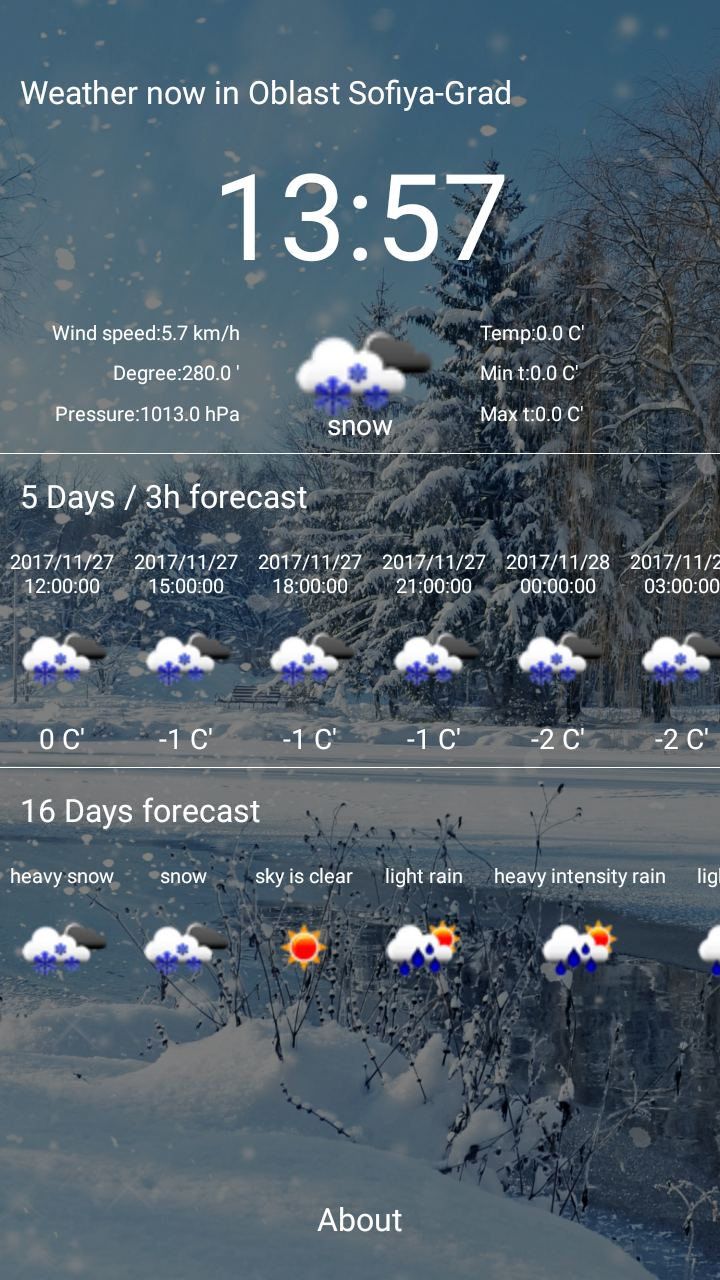 Weather now in Oblast Sofiya-Grad
13:57
Wind speed:5.7 km/h
Degree:280.0 '
Pressure:1013.0 hPa
snow
Temp:0.0 C'
Min t:0.0 C'
Max t:0.0 C'
5 Days / 3h forecast
2017/11/27 2017/11/27 2017/11/27 2017/11/27 2017/11/28 2017/11/2
12:00:00 15:00:00 18:00:00 21:00:00 00:00:00 03:00:00
0 C' -1 C' -1 C' -1 C' -2 C' -2 C'
16 Days forecast
heavy snow snow sky is clear light rain heavy intensity rain
About